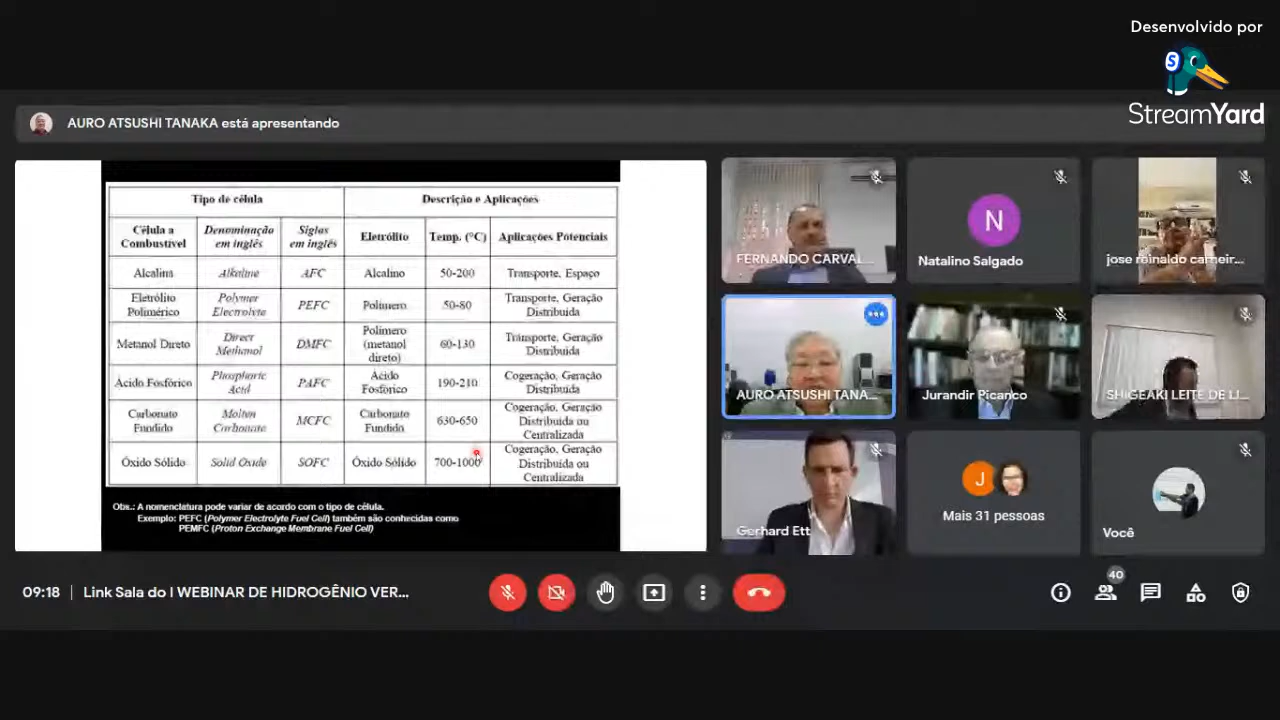 Desenvolvido por
StreamYard
AURO ATSUSHI TANAKA está apresentando
Tipo de célula
Descrição e Aplicações
Célula a Combustível
Denominação em inglês
Siglas em inglês
Eletrólito
Temp. (°C)
Aplicações Potenciais
Alcalina
Alkaline
AFC
Alcalino
50-200
Transporte, Espaço
Eletrólito Polimérico
Polymer Electrolyte
PEFC
Polímero
50-80
Transporte, Geração Distribuída
Metanol Direto
Direct Methanol
DMFC
Polímero (metanol direto)
60-130
Transporte, Geração Distribuída
Ácido Fosfórico
Phosphoric Acid
PAFC
Ácido Fosfórico
190-210
Cogeração, Geração Distribuída
Carbonato Fundido
Molten Carbonate
MCFC
Carbonato Fundido
630-650
Cogeração, Geração Distribuída ou Centralizada
Óxido Sólido
Solid Oxide
SOFC
Óxido Sólido
700-1000
Cogeração, Geração Distribuída ou Centralizada
Obs.: A nomenclatura pode variar de acordo com o tipo de célula.
Exemplo: PEFC (Polymer Electrolyte Fuel Cell) também são conhecidas como
PEMFC (Proton Exchange Membrane Fuel Cell)
FERNANDO CARVAL...
N
Natalino Salgado
jose reinaldo carneir...
AURO ATSUSHI TANA...
Jurandir Picanco
SHIGEAKI LEITE DE LI...
Gerhard Ett
J
Mais 31 pessoas
Você
09:18 | Link Sala do I WEBINAR DE HIDROGÊNIO VER...
40